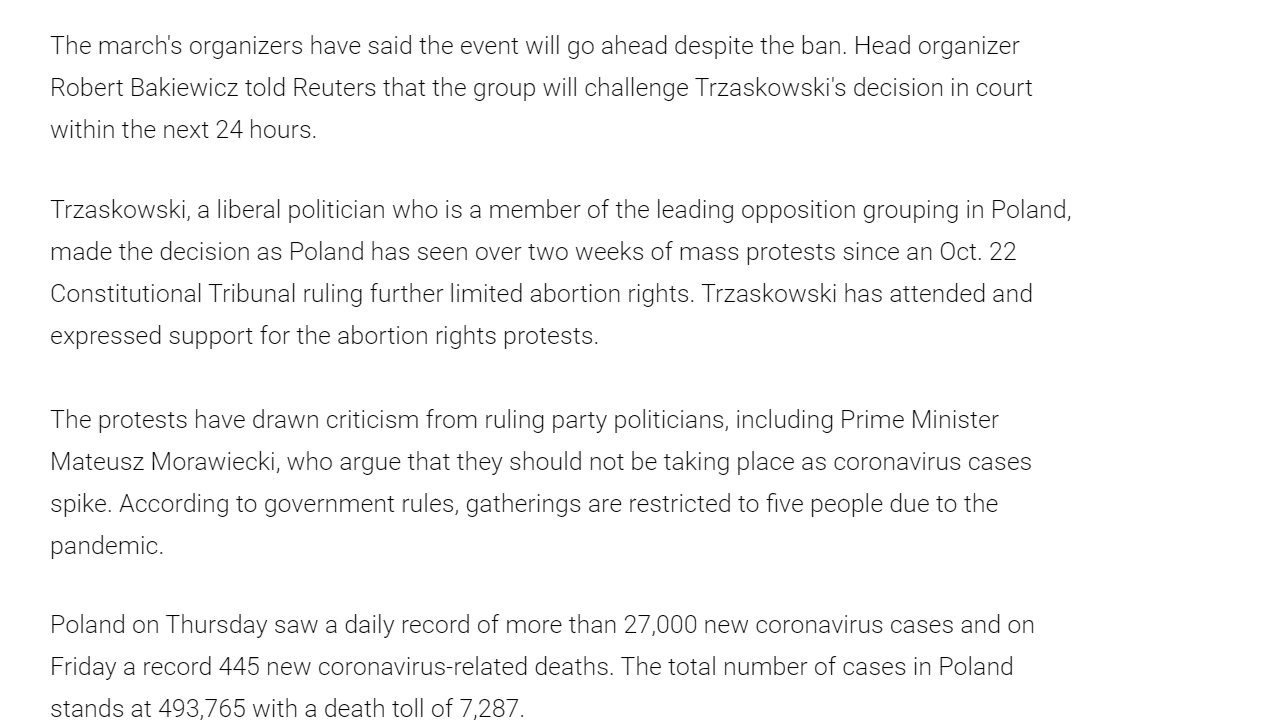 The march's organizers have said the event will go ahead despite the ban. Head organizer
Robert Bakiewicz told Reuters that the group will challenge Trzaskowski's decision in court
within the next 24 hours.
Trzaskowski, a liberal politician who is a member of the leading opposition grouping in Poland,
made the decision as Poland has seen over two weeks of mass protests since an Oct. 22
Constitutional Tribunal ruling further limited abortion rights. Trzaskowski has attended and
expressed support for the abortion rights protests.
The protests have drawn criticism from ruling party politicians, including Prime Minister
Mateusz Morawiecki, who argue that they should not be taking place as coronavirus cases
spike. According to government rules, gatherings are restricted to five people due to the
pandemic.
Poland on Thursday saw a daily record of more than 27,000 new coronavirus cases and on
Friday a record 445 new coronavirus-related deaths. The total number of cases in Poland
stands at 493,765 with a death toll of 7,287.